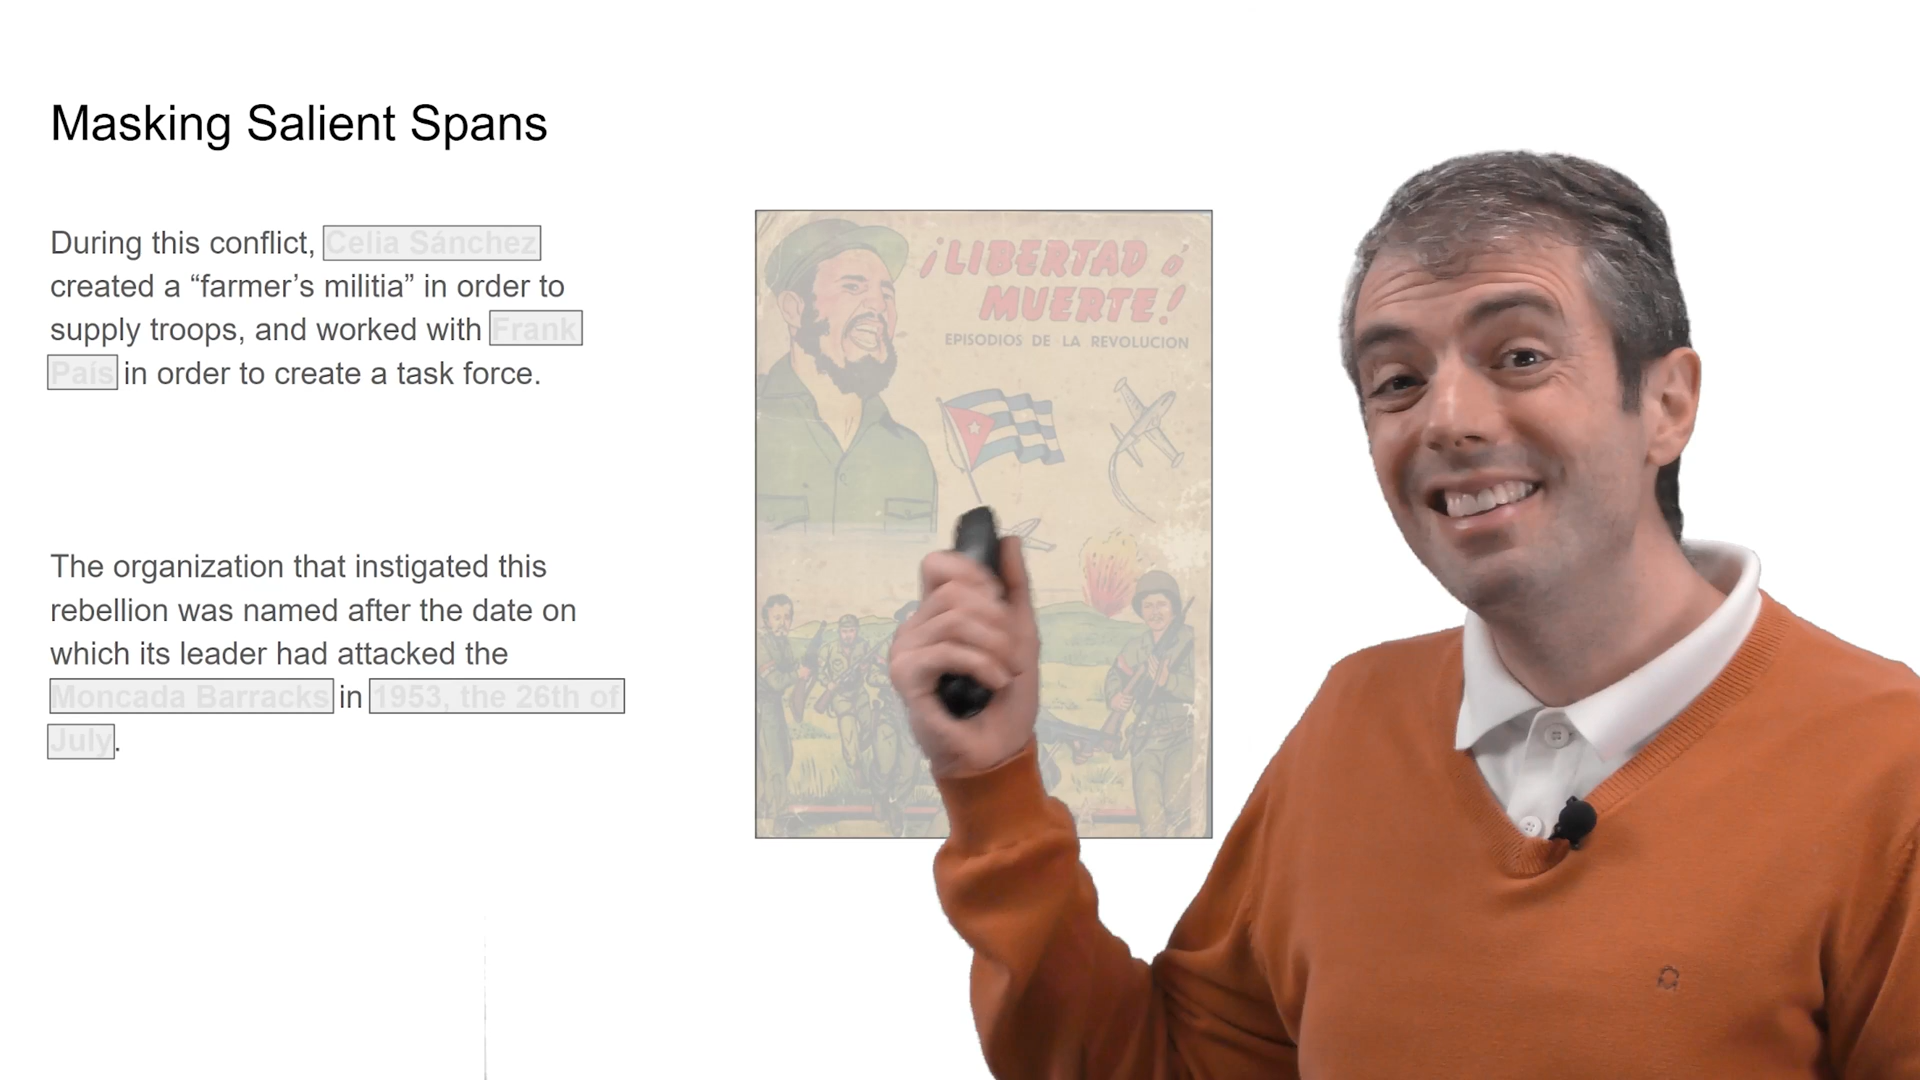 Masking Salient Spans
During this conflict, Celia Sánchez
created a “farmer’s militia” in order to
supply troops, and worked with Frank
País in order to create a task force.
The organization that instigated this
rebellion was named after the date on
which its leader had attacked the
Moncada Barracks in 1953, the 26th of
July.
¡LIBERTAD ó
MUERTE!
EPISODIOS DE LA REVOLUCION